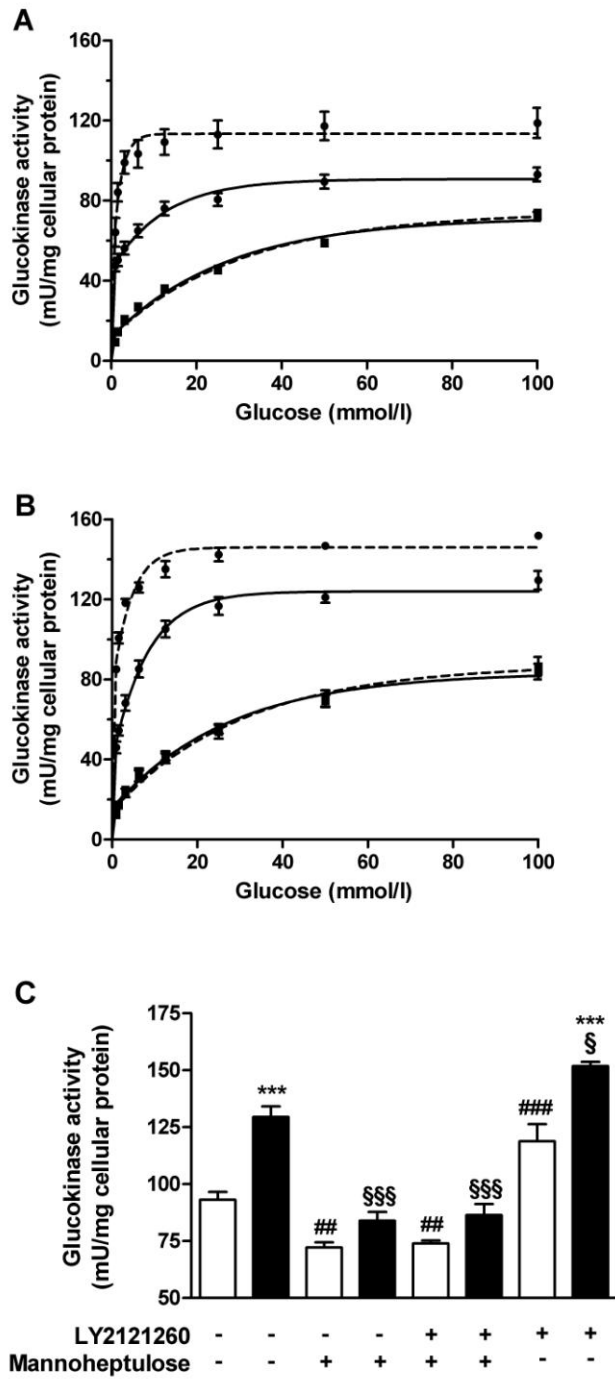 A
160
120
80
40
0
Glucokinase activity
(mU/mg cellular protein)
0 20 40 60 80 100
Glucose (mmol/l)
B
160
120
80
40
0
Glucokinase activity
(mU/mg cellular protein)
0 20 40 60 80 100
Glucose (mmol/l)
C
175
150
125
100
75
50
Glucokinase activity
(mU/mg cellular protein)
***
##
§§§
##
§§§
###
***
§
LY2121260 - - - - + + + +
Mannoheptulose - - + + + + - -